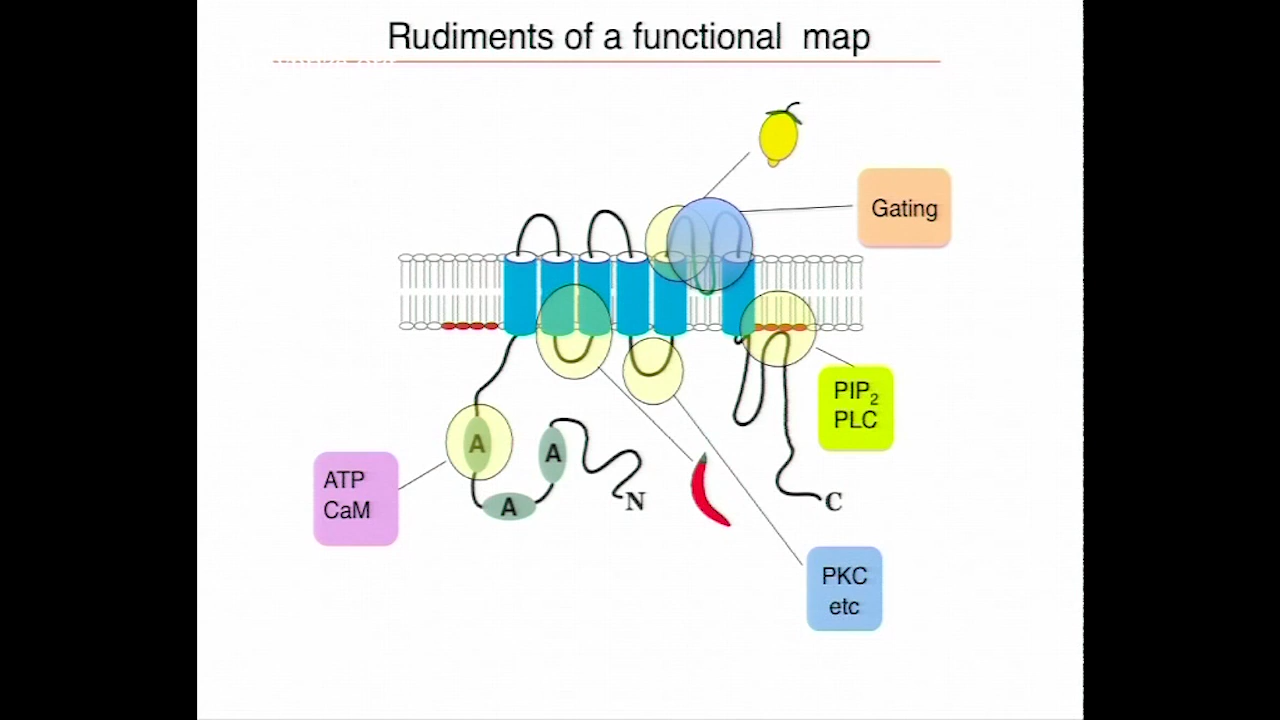 Rudiments of a functional map
Gating
PIP2
PLC
A
A
A
ATP
CaM
N
C
PKC
etc